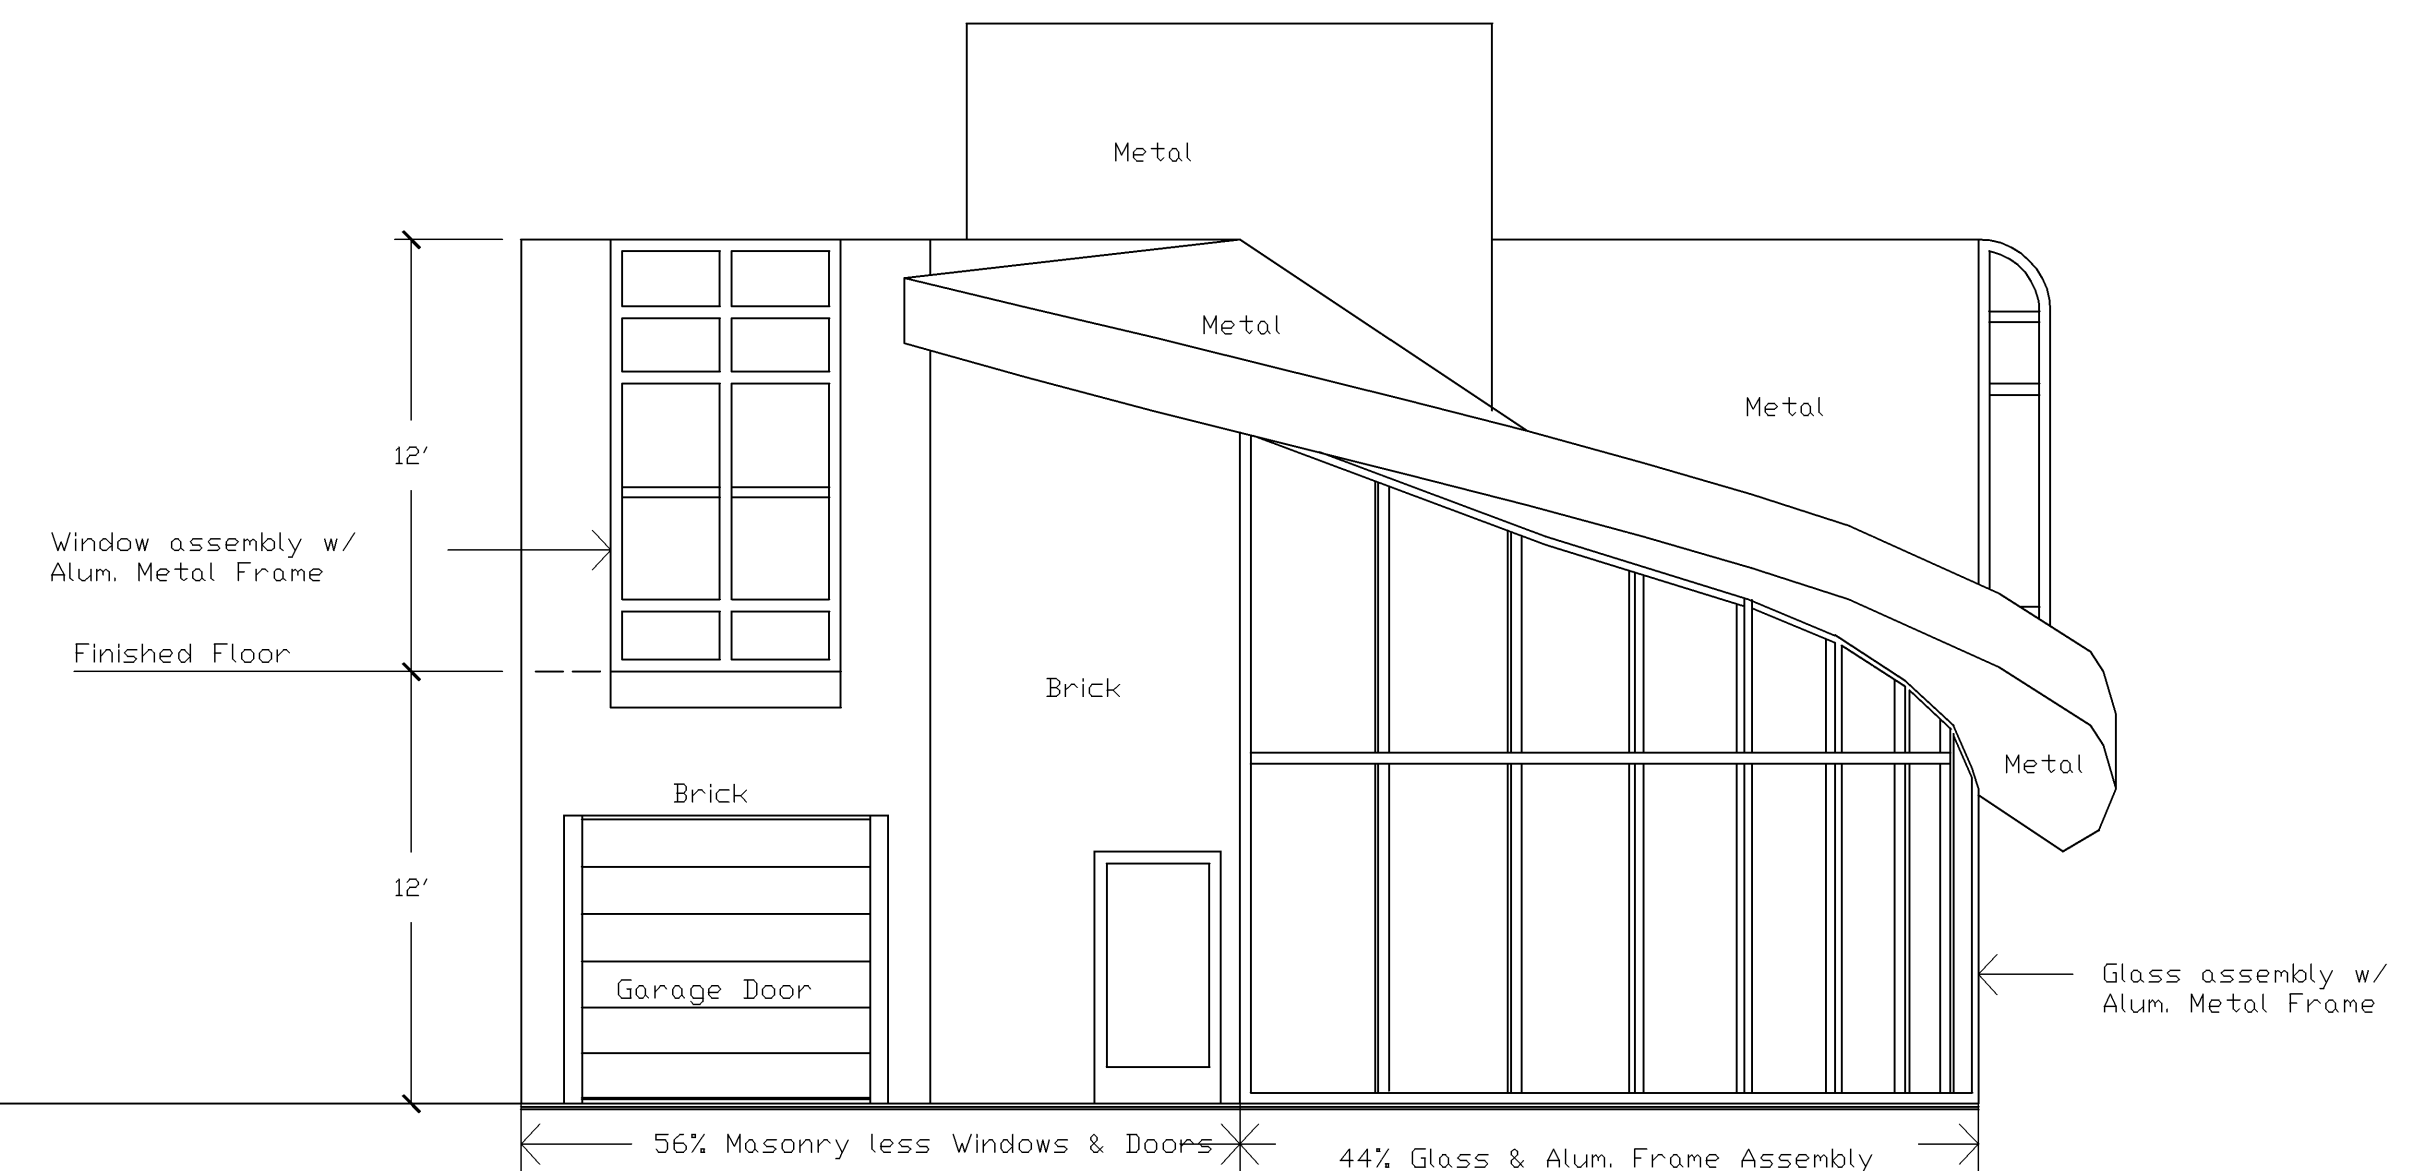 Metal
Metal
Metal
12'
Window assembly w/
Alum. Metal Frame
Finished Floor
Brick
Metal
Brick
12'
Garage Door
Glass assembly w/
Alum. Metal Frame
56% Masonry less Windows & Doors
44% Glass & Alum. Frame Assembly